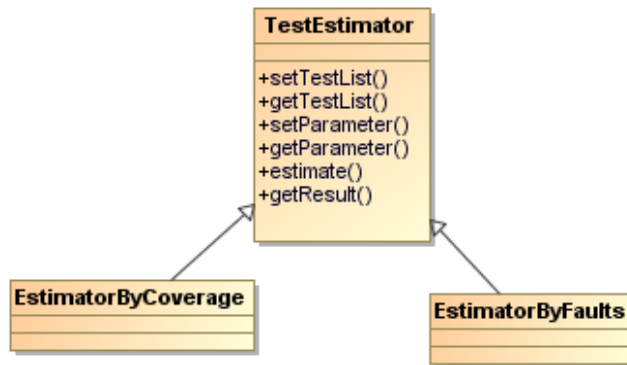 TestEstimator
+setTestList()
+getTestList()
+setParameter()
+getParameter()
+estimate()
+getResult()
EstimatorByCoverage
EstimatorByFaults